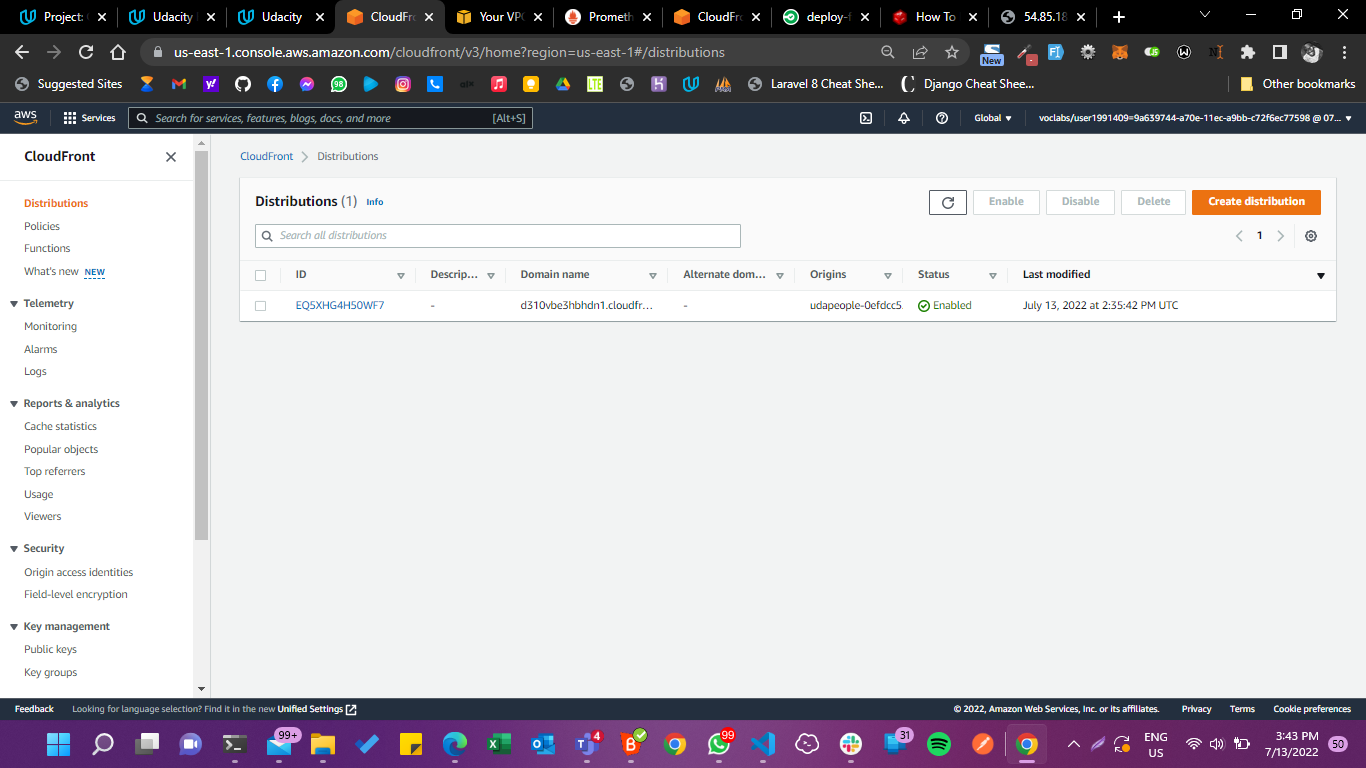 Project: Udacity Udacity CloudFr Your VPC Prometh CloudFr deploy-f How To 54.85.18
us-east-1.console.aws.amazon.com/cloudfront/v3/home?region=us-east-1#/distributions
New
Suggested Sites LTE Laravel 8 Cheat She... Django Cheat Shee... Other bookmarks
aws Services Search for services, features, blogs, docs, and more [Alt+S] Global voclabs/user1991409=9a639744-a70e-11ec-a9bb-c72f6ec77598 @ 07...
CloudFront
CloudFront Distributions
Distributions (1) Info Enable Disable Delete Create distribution
Search all distributions 1
ID Descrip... Domain name Alternate dom... Origins Status Last modified
EQ5XHG4H50WF7 - d310vbe3hbhdn1.cloudfr... - udapeople-0efdcc5 Enabled July 13, 2022 at 2:35:42 PM UTC
Distributions
Policies
Functions
What's new NEW
Telemetry
Monitoring
Alarms
Logs
Reports & analytics
Cache statistics
Popular objects
Top referrers
Usage
Viewers
Security
Origin access identities
Field-level encryption
Key management
Public keys
Key groups
Feedback Looking for language selection? Find it in the new Unified Settings © 2022, Amazon Web Services, Inc. or its affiliates. Privacy Terms Cookie preferences
99+ 4 99 31 ENG
US
3:43 PM
7/13/2022
50